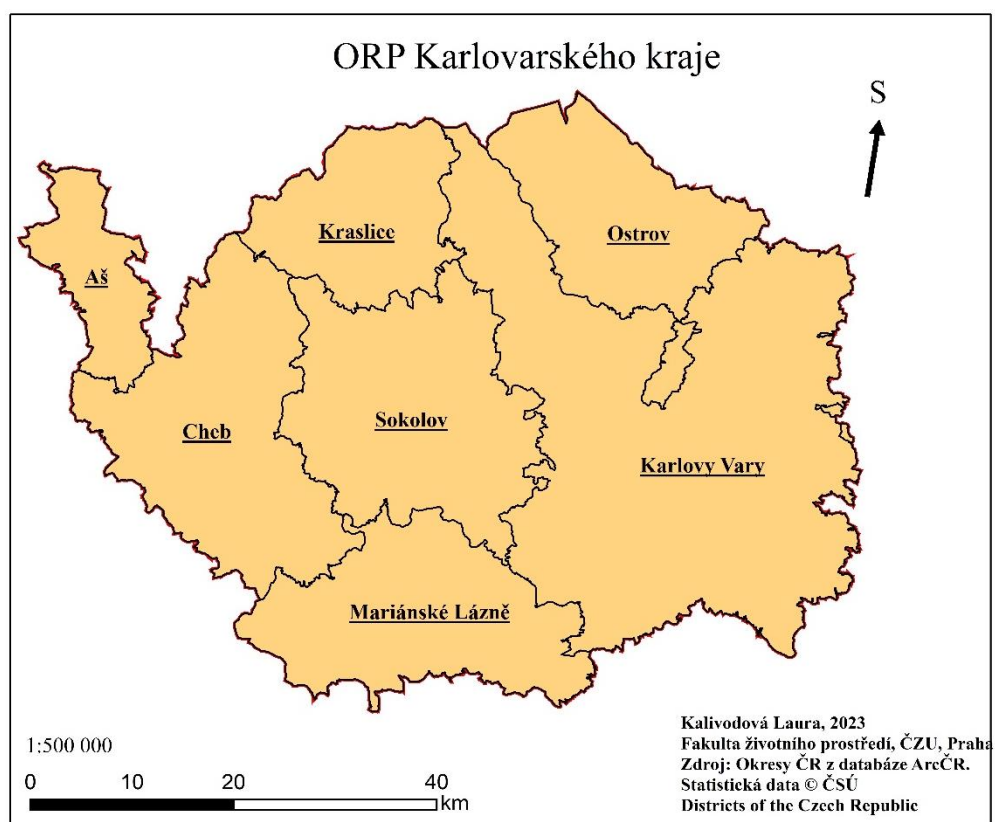 ORP Karlovarského kraje
S
Kraslice
Ostrov
Aš
Cheb
Sokolov
Karlovy Vary
Mariánské Lázně
1:500 000
0 10 20 40
km
Kalivodová Laura, 2023
Fakulta životního prostředí, ČZU, Praha
Zdroj: Okresy ČR z databáze ArcČR.
Statistická data © ČSÚ
Districts of the Czech Republic